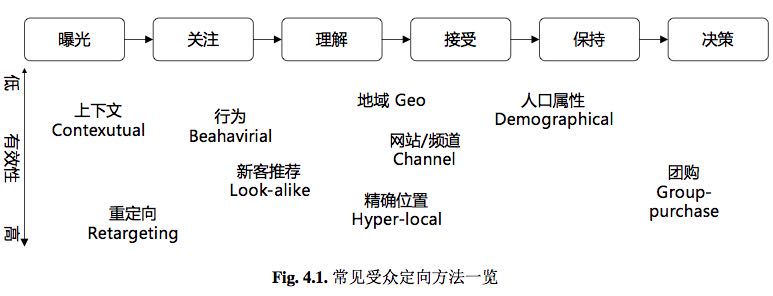 曝光
关注
理解
接受
保持
决策
低
有效性
高
上下文
Contexutual
行为
Beahavirial
地域 Geo
人口属性
Demographical
网站/频道
Channel
新客推荐
Look-alike
团购
Group-
purchase
精确位置
Hyper-local
重定向
Retargeting
Fig. 4.1. 常见受众定向方法一览